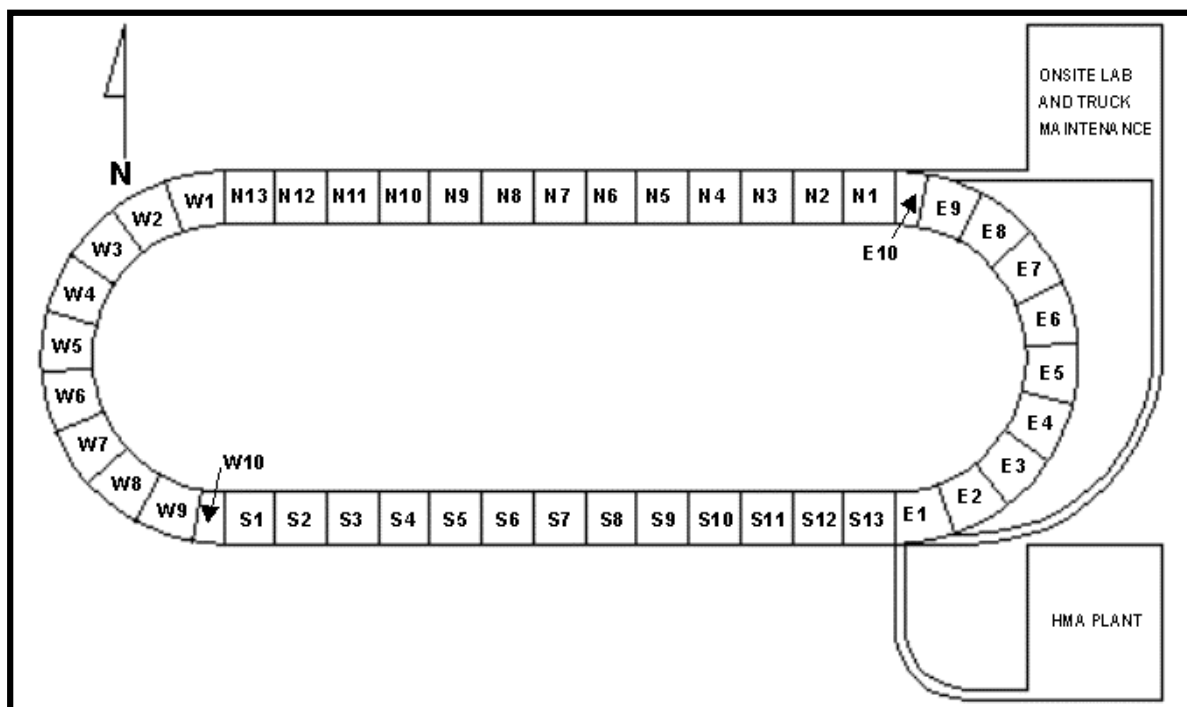 ONSITE LAB
AND TRUCK
MAINTENANCE
N
W1 N13 N12 N11 N10 N9 N8 N7 N6 N5 N4 N3 N2 N1 E9
W2 E8
W3 E10
E7
W4 E6
W5 E5
W6 E4
W7 W10 E3
W8 E2
W9 S1 S2 S3 S4 S5 S6 S7 S8 S9 S10 S11 S12 S13 E1
HMA PLANT